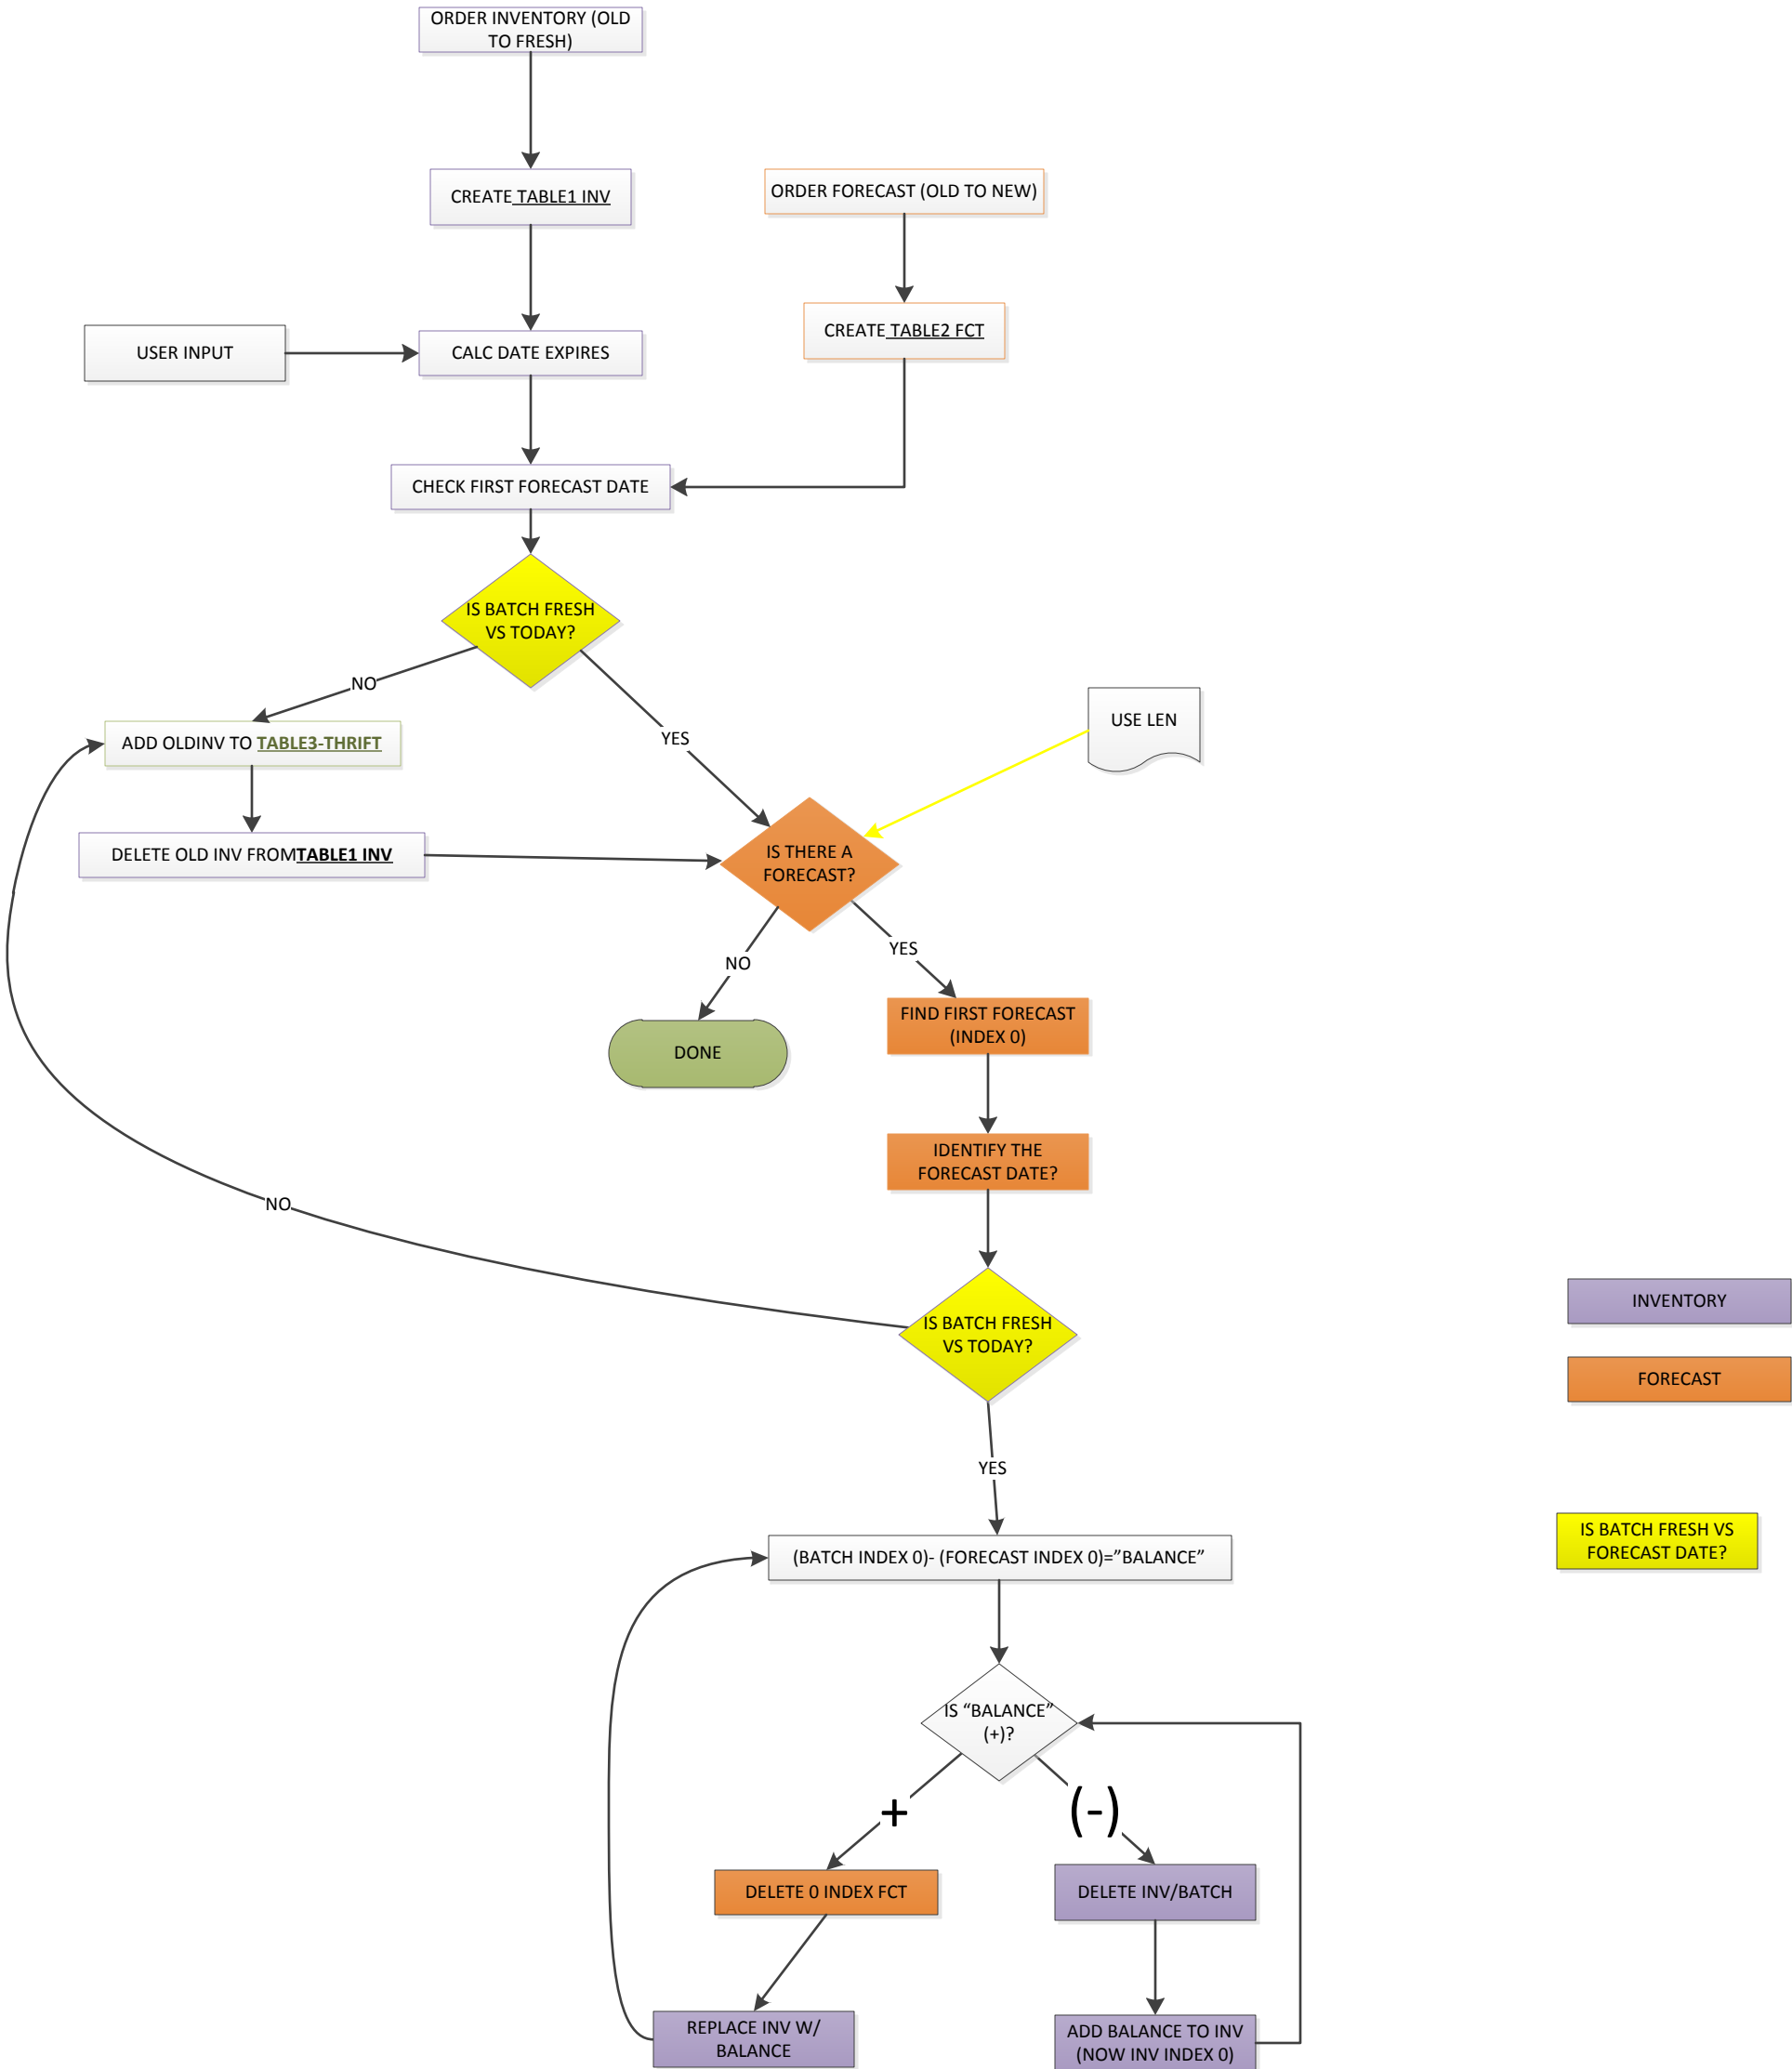 ORDER INVENTORY (OLD
TO FRESH)
CREATE TABLE1 INV
ORDER FORECAST (OLD TO NEW)
CREATE TABLE2 FCT
USER INPUT
CALC DATE EXPIRES
CHECK FIRST FORECAST DATE
IS BATCH FRESH
VS TODAY?
NO
YES
USE LEN
ADD OLDINV TO TABLE3-THRIFT
DELETE OLD INV FROMTABLE1 INV
IS THERE A
FORECAST?
NO
YES
FIND FIRST FORECAST
(INDEX 0)
DONE
IDENTIFY THE
FORECAST DATE?
NO
IS BATCH FRESH
VS TODAY?
INVENTORY
FORECAST
YES
IS BATCH FRESH VS
FORECAST DATE?
(BATCH INDEX 0)- (FORECAST INDEX 0)=”BALANCE”
IS “BALANCE”
(+)?
+
(-)
DELETE 0 INDEX FCT
DELETE INV/BATCH
REPLACE INV W/
BALANCE
ADD BALANCE TO INV
(NOW INV INDEX 0)